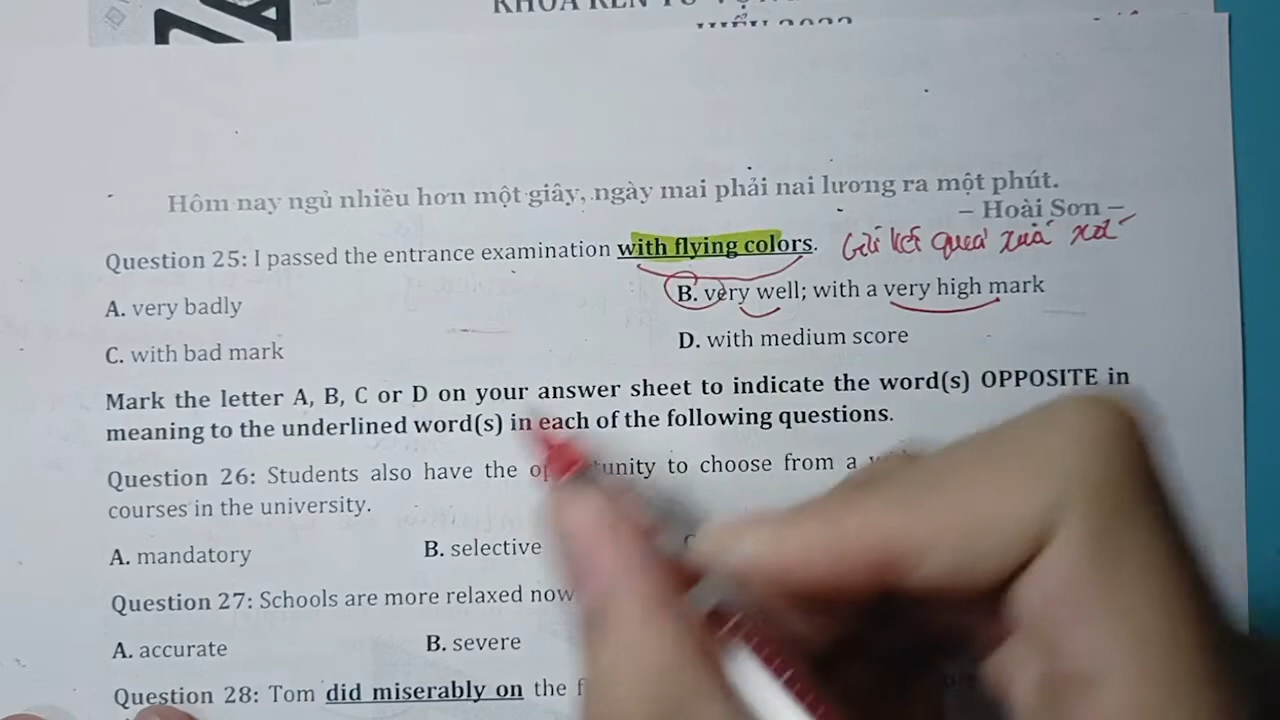 Hôm nay ngủ nhiều hơn một giây, ngày mai phải nai lương ra một phút.
– Hoài Sơn –
Question 25: I passed the entrance examination with flying colors.
A. very badly
B. very well; with a very high mark
C. with bad mark
D. with medium score
Mark the letter A, B, C or D on your answer sheet to indicate the word(s) OPPOSITE in
meaning to the underlined word(s) in each of the following questions.
Question 26: Students also have the to choose from a
courses in the university.
A. mandatory
B. selective
Question 27: Schools are more relaxed now
A. accurate
B. severe
Question 28: Tom did miserably on the